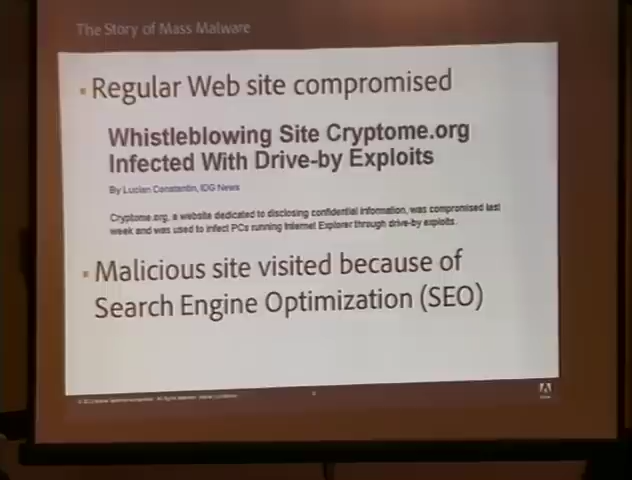 The Story of Mass Malware
Regular Web site compromised
Whistleblowing Site Cryptome.org
Infected With Drive-by Exploits
By Lucian Constantin, IDG News
Cryptome.org, a website dedicated to disclosing confidential information, was compromised last
week and was used to infect PCs running Internet Explorer through drive-by exploits.
Malicious site visited because of
Search Engine Optimization (SEO)